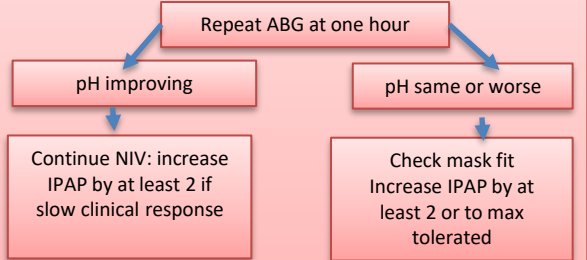 Repeat ABG at one hour
pH improving
pH same or worse
Continue NIV: increase
IPAP by at least 2 if
slow clinical response
Check mask fit
Increase IPAP by at
least 2 or to max
tolerated